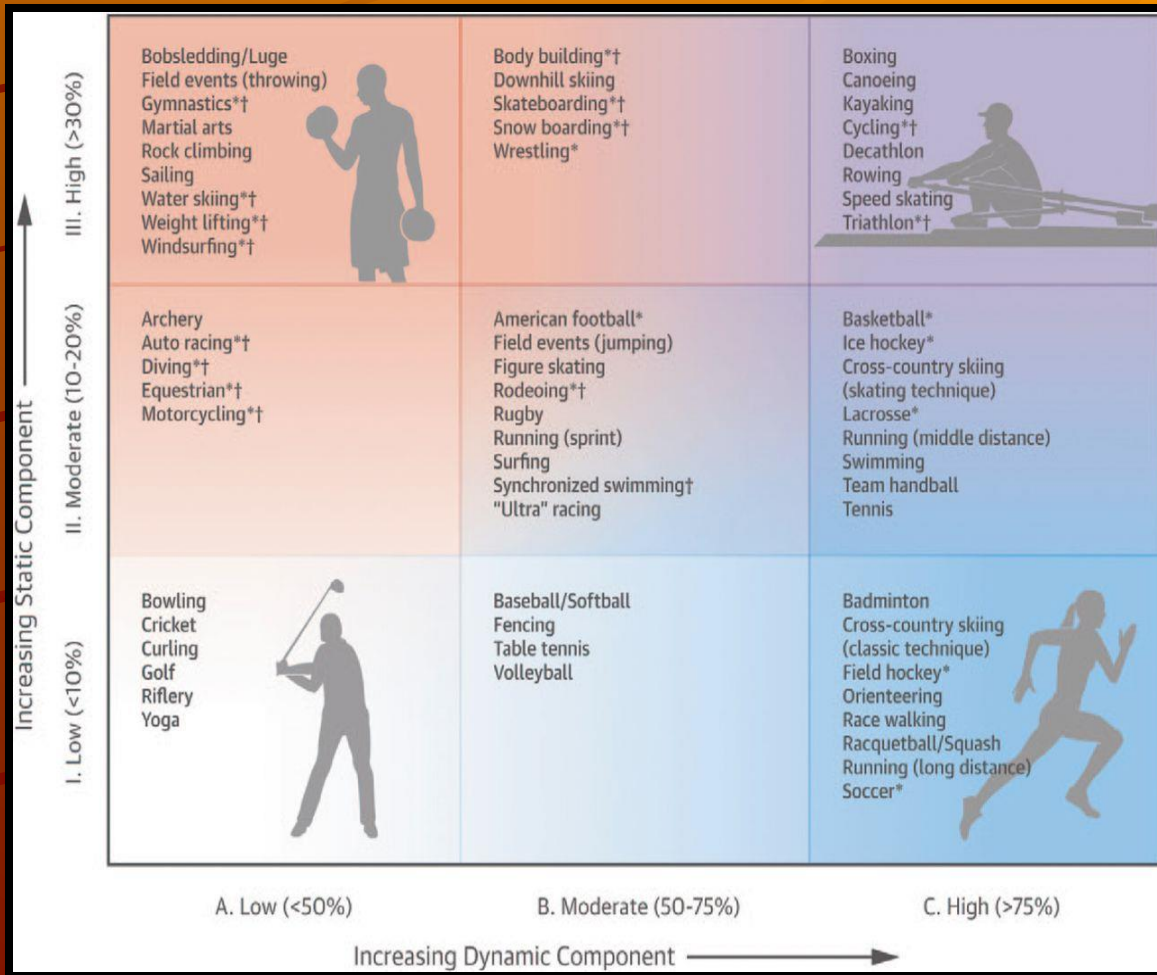 III. High (>30%)
Bobsledding/Luge
Field events (throwing)
Gymnastics*†
Martial arts
Rock climbing
Sailing
Water skiing*†
Weight lifting*†
Windsurfing*†
Body building*†
Downhill skiing
Skateboarding*†
Snow boarding*†
Wrestling*
Boxing
Canoeing
Kayaking
Cycling*†
Decathlon
Rowing
Speed skating
Triathlon*†
II. Moderate (10-20%)
Archery
Auto racing*†
Diving*†
Equestrian*†
Motorcycling*†
American football*
Field events (jumping)
Figure skating
Rodeoing*†
Rugby
Running (sprint)
Surfing
Synchronized swimming†
"Ultra" racing
Basketball*
Ice hockey*
Cross-country skiing
(skating technique)
Lacrosse*
Running (middle distance)
Swimming
Team handball
Tennis
I. Low (<10%)
Bowling
Cricket
Curling
Golf
Riflery
Yoga
Baseball/Softball
Fencing
Table tennis
Volleyball
Badminton
Cross-country skiing
(classic technique)
Field hockey*
Orienteering
Race walking
Racquetball/Squash
Running (long distance)
Soccer*
Increasing Static Component
A. Low (<50%)
B. Moderate (50-75%)
C. High (>75%)
Increasing Dynamic Component